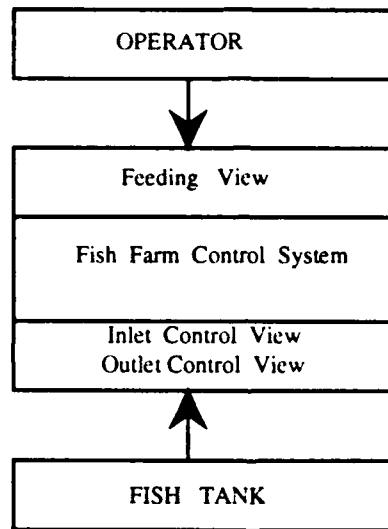 OPERATOR
Feeding View
Fish Farm Control System
Inlet Control View
Outlet Control View
FISH TANK